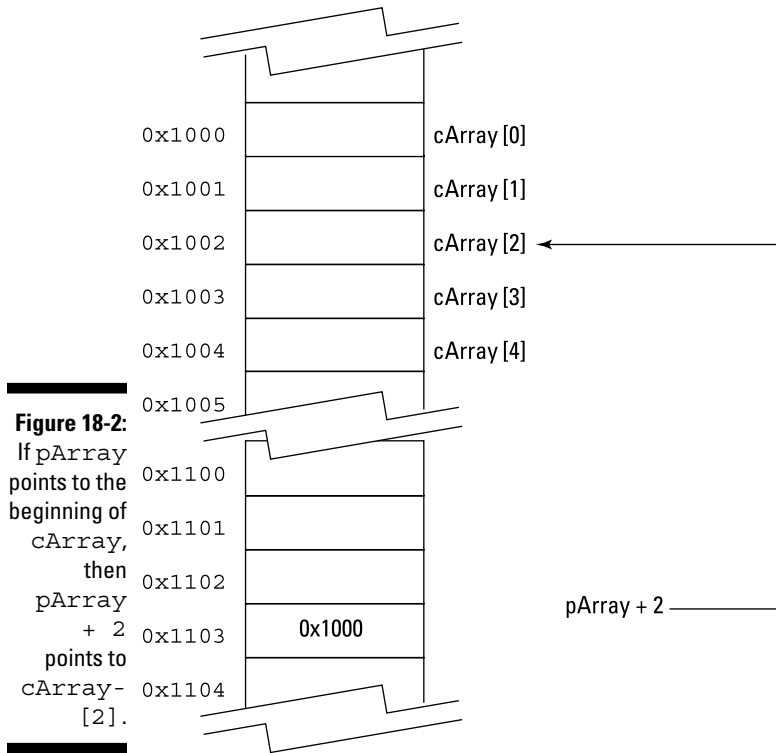 0x1000 cArray [0]
0x1001 cArray [1]
0x1002 cArray [2]
0x1003 cArray [3]
0x1004 cArray [4]
0x1005
Figure 18-2:
If pArray
points to the
beginning of
cArray,
then
pArray
+ 2
points to
cArray-
[2].
0x1100
0x1101
0x1102
0x1103 0x1000
0x1104
pArray + 2